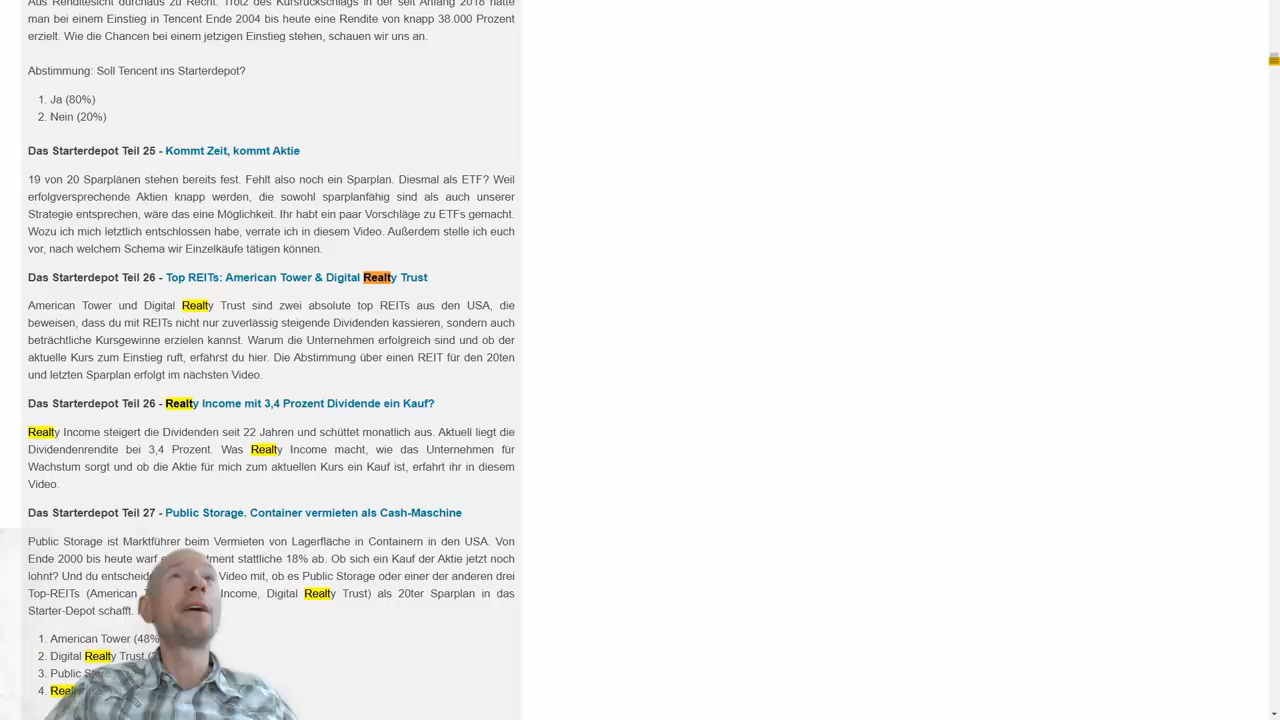 Aus Renditesicht durchaus zu Recht. Trotz des Kursrückschlags in der seit Anfang 2018 hätte
man bei einem Einstieg in Tencent Ende 2004 bis heute eine Rendite von knapp 38.000 Prozent
erzielt. Wie die Chancen bei einem jetzigen Einstieg stehen, schauen wir uns an.
Abstimmung: Soll Tencent ins Starterdepot?
1. Ja (80%)
2. Nein (20%)
Das Starterdepot Teil 25 - Kommt Zeit, kommt Aktie
19 von 20 Sparplänen stehen bereits fest. Fehlt also noch ein Sparplan. Diesmal als ETF? Weil
erfolgversprechende Aktien knapp werden, die sowohl sparplanfähig sind als auch unserer
Strategie entsprechen, wäre das eine Möglichkeit. Ihr habt ein paar Vorschläge zu ETFs gemacht.
Wozu ich mich letztlich entschlossen habe, verrate ich in diesem Video. Außerdem stelle ich euch
vor, nach welchem Schema wir Einzelkäufe tätigen können.
Das Starterdepot Teil 26 - Top REITs: American Tower & Digital Realty Trust
American Tower und Digital Realty Trust sind zwei absolute top REITs aus den USA, die
beweisen, dass du mit REITs nicht nur zuverlässig steigende Dividenden kassieren, sondern auch
beträchtliche Kursgewinne erzielen kannst. Warum die Unternehmen erfolgreich sind und ob der
aktuelle Kurs zum Einstieg ruft, erfährst du hier. Die Abstimmung über einen REIT für den 20ten
und letzten Sparplan erfolgt im nächsten Video.
Das Starterdepot Teil 26 - Realty Income mit 3,4 Prozent Dividende ein Kauf?
Realty Income steigert die Dividenden seit 22 Jahren und schüttet monatlich aus. Aktuell liegt die
Dividendenrendite bei 3,4 Prozent. Was Realty Income macht, wie das Unternehmen für
Wachstum sorgt und ob die Aktie für mich zum aktuellen Kurs ein Kauf ist, erfahrt ihr in diesem
Video.
Das Starterdepot Teil 27 - Public Storage. Container vermieten als Cash-Maschine
Public Storage ist Marktführer beim Vermieten von Lagerfläche in Containern in den USA. Von
Ende 2000 bis heute warf stattliche 18% ab. Ob sich ein Kauf der Aktie jetzt noch
lohnt? Und du entscheide Video mit, ob es Public Storage oder einer der anderen drei
Top-REITs (American Income, Digital Realty Trust) als 20ter Sparplan in das
Starter-Depot schafft.
1. American Tower (48%
2. Digital Realty Trust
3. Public
4.